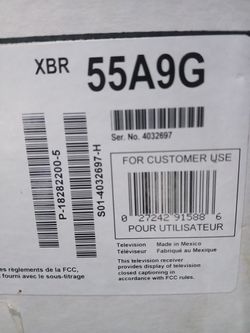 XBR 55A9G
Ser. No. 4032697
P-18282200-5
S01-4032697-H
FOR CUSTOMER USE
0 27242 91588 6
POUR UTILISATEUR
Television Made in Mexico
Téléviseur Fabriqué au Mexique
This television receiver
provides display of television
closed captioning in
accordance with FCC rules.
es règlements de la FCC,
fourni avec le sous-titrage